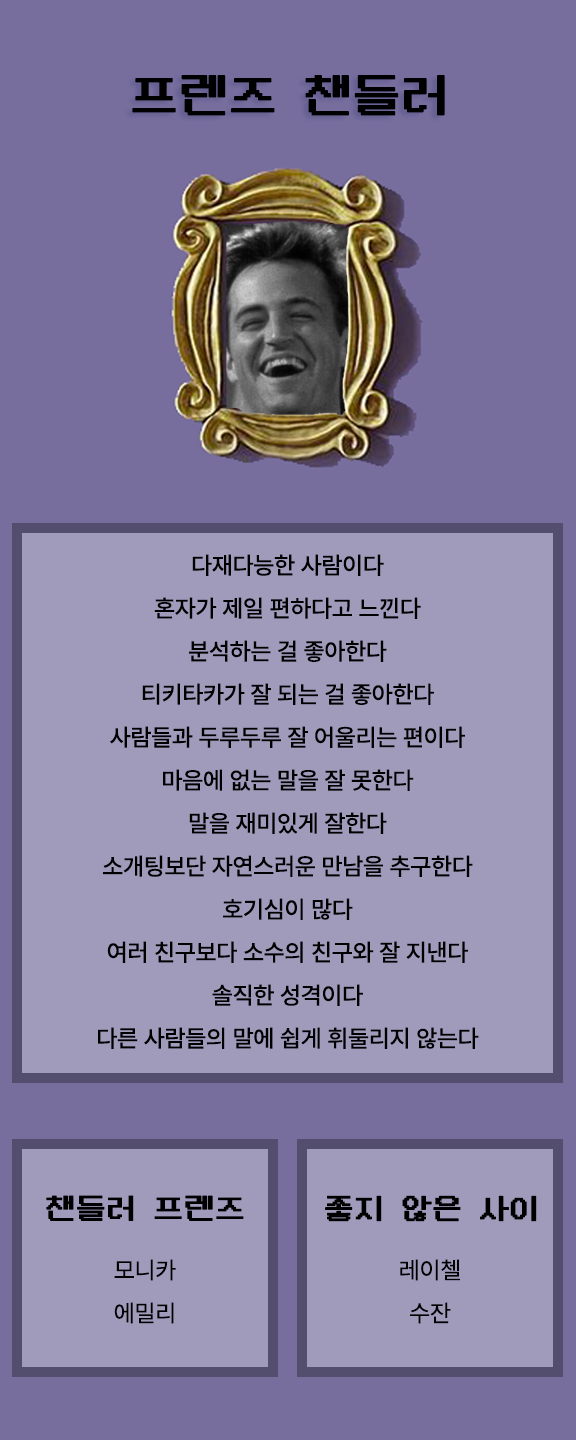 프렌즈 챈들러
다재다능한 사람이다
혼자가 제일 편하다고 느낀다
분석하는 걸 좋아한다
티키타카가 잘 되는 걸 좋아한다
사람들과 두루두루 잘 어울리는 편이다
마음에 없는 말을 잘 못한다
말을 재미있게 잘한다
소개팅보단 자연스러운 만남을 추구한다
호기심이 많다
여러 친구보다 소수의 친구와 잘 지낸다
솔직한 성격이다
다른 사람들의 말에 쉽게 휘둘리지 않는다
챈들러 프렌즈
모니카
에밀리
좋지 않은 사이
레이첼
수잔